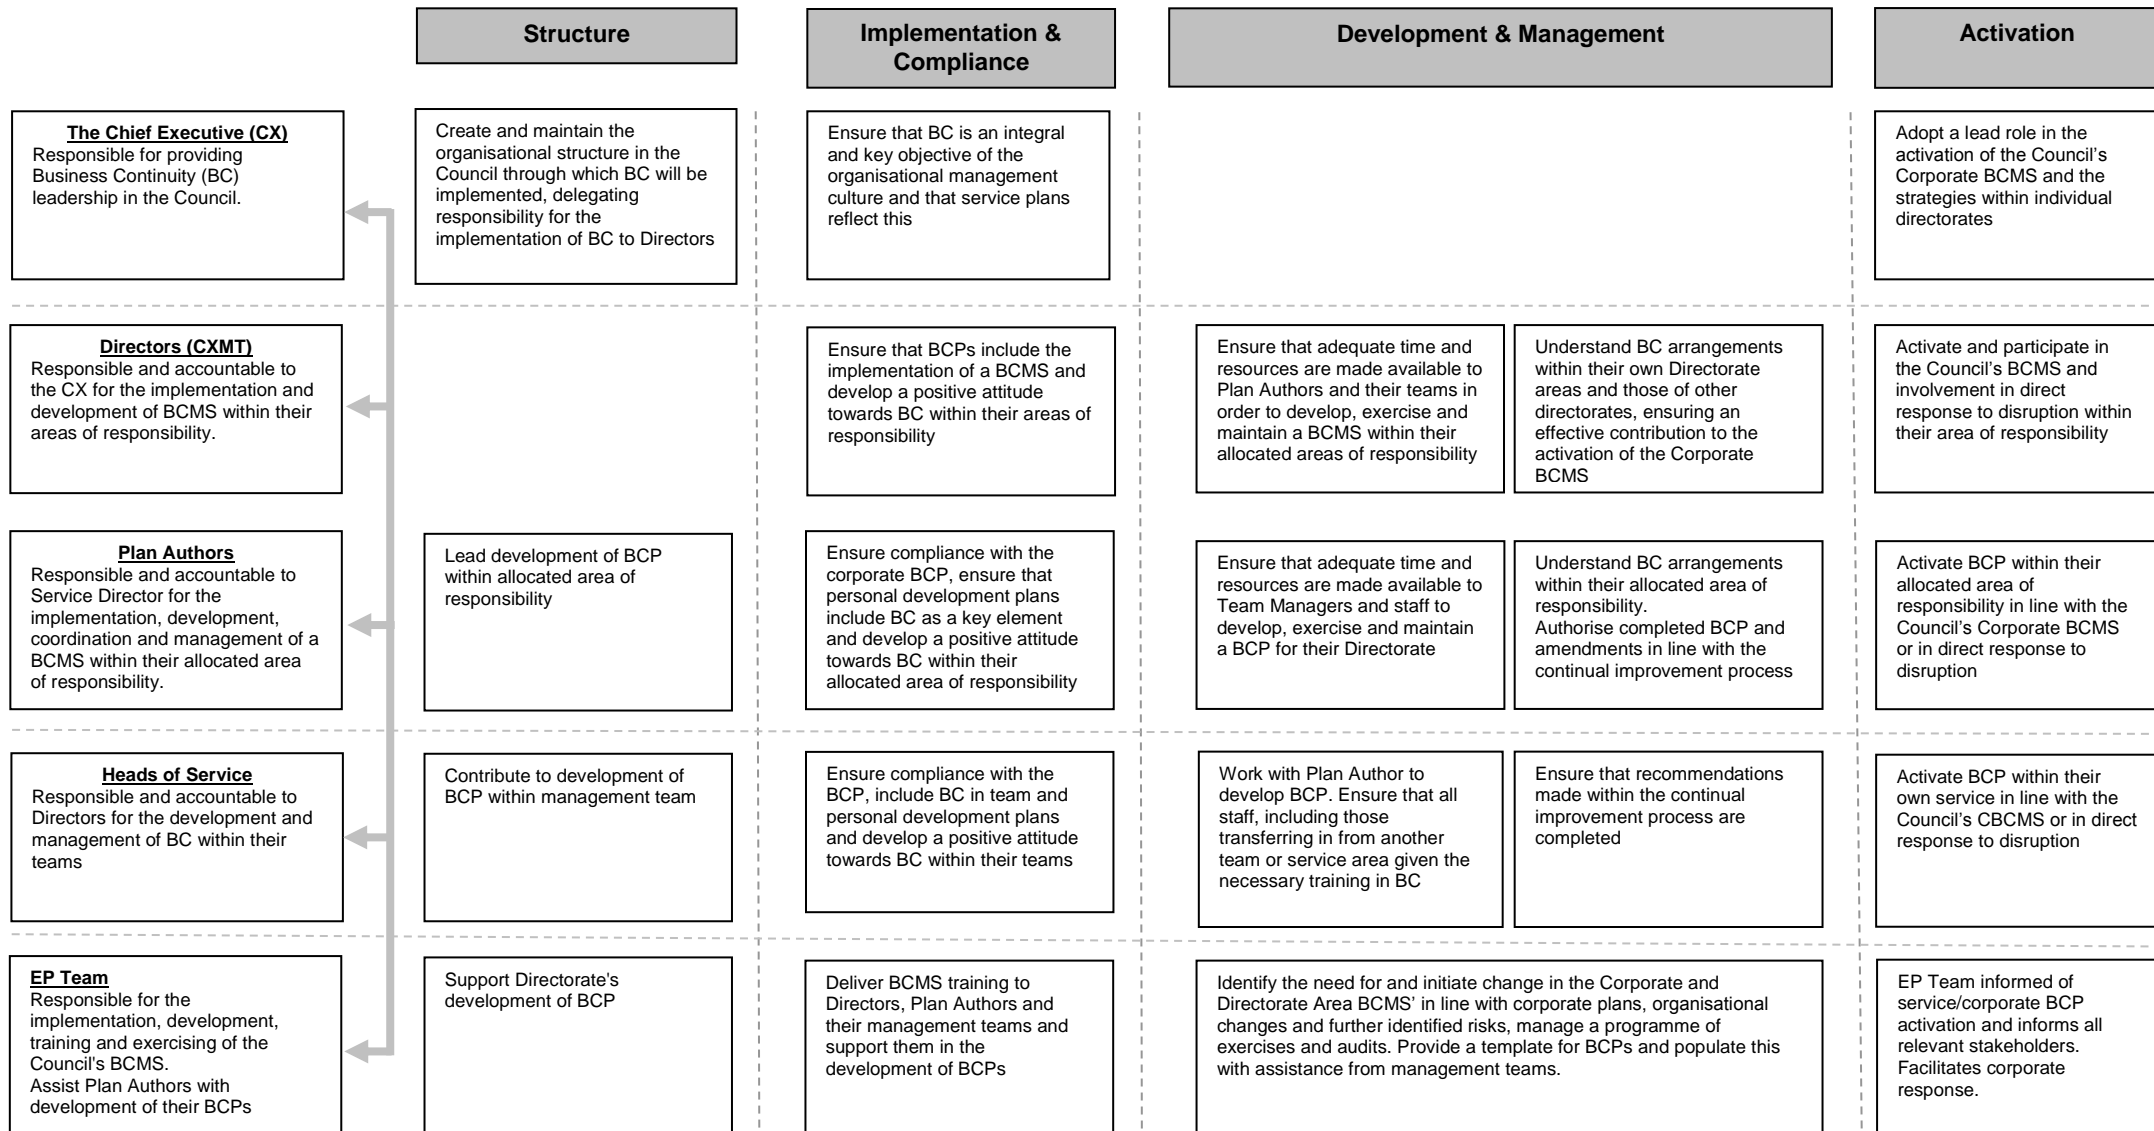 Structure
Implementation &
Compliance
Development & Management
Activation
The Chief Executive (CX)
Responsible for providing
Business Continuity (BC)
leadership in the Council.
Create and maintain the
organisational structure in the
Council through which BC will be
implemented, delegating
responsibility for the
implementation of BC to Directors
Ensure that BC is an integral
and key objective of the
organisational management
culture and that service plans
reflect this
Adopt a lead role in the
activation of the Council's
Corporate BCMS and the
strategies within individual
directorates
Directors (CXMT)
Responsible and accountable to
the CX for the implementation and
development of BCMS within their
areas of responsibility.
Ensure that BCPs include the
implementation of a BCMS and
develop a positive attitude
towards BC within their areas of
responsibility
Ensure that adequate time and
resources are made available to
Plan Authors and their teams in
order to develop, exercise and
maintain a BCMS within their
allocated areas of responsibility
Understand BC arrangements
within their own Directorate
areas and those of other
directorates, ensuring an
effective contribution to the
activation of the Corporate
BCMS
Activate and participate in
the Council's BCMS and
involvement in direct
response to disruption within
their area of responsibility
Plan Authors
Responsible and accountable to
Service Director for the
implementation, development,
coordination and management of a
BCMS within their allocated area
of responsibility.
Lead development of BCP
within allocated area of
responsibility
Ensure compliance with the
corporate BCP, ensure that
personal development plans
include BC as a key element
and develop a positive attitude
towards BC within their
allocated area of responsibility
Ensure that adequate time and
resources are made available to
Team Managers and staff to
develop, exercise and maintain
a BCP for their Directorate
Understand BC arrangements
within their allocated area of
responsibility.
Authorise completed BCP and
amendments in line with the
continual improvement process
Activate BCP within their
allocated area of
responsibility in line with the
Council's Corporate BCMS
or in direct response to
disruption
Heads of Service
Responsible and accountable to
Directors for the development and
management of BC within their
teams
Contribute to development of
BCP within management team
Ensure compliance with the
BCP, include BC in team and
personal development plans
and develop a positive attitude
towards BC within their teams
Work with Plan Author to
develop BCP. Ensure that all
staff, including those
transferring in from another
team or service area given the
necessary training in BC
Ensure that recommendations
made within the continual
improvement process are
completed
Activate BCP within their
own service in line with the
Council's CBCMS or in direct
response to disruption
EP Team
Responsible for the
implementation, development,
training and exercising of the
Council's BCMS.
Assist Plan Authors with
development of their BCPs
Support Directorate's
development of BCP
Deliver BCMS training to
Directors, Plan Authors and
their management teams and
support them in the
development of BCPs
Identify the need for and initiate change in the Corporate and
Directorate Area BCMS' in line with corporate plans, organisational
changes and further identified risks, manage a programme of
exercises and audits. Provide a template for BCPs and populate this
with assistance from management teams.
EP Team informed of
service/corporate BCP
activation and informs all
relevant stakeholders.
Facilitates corporate
response.